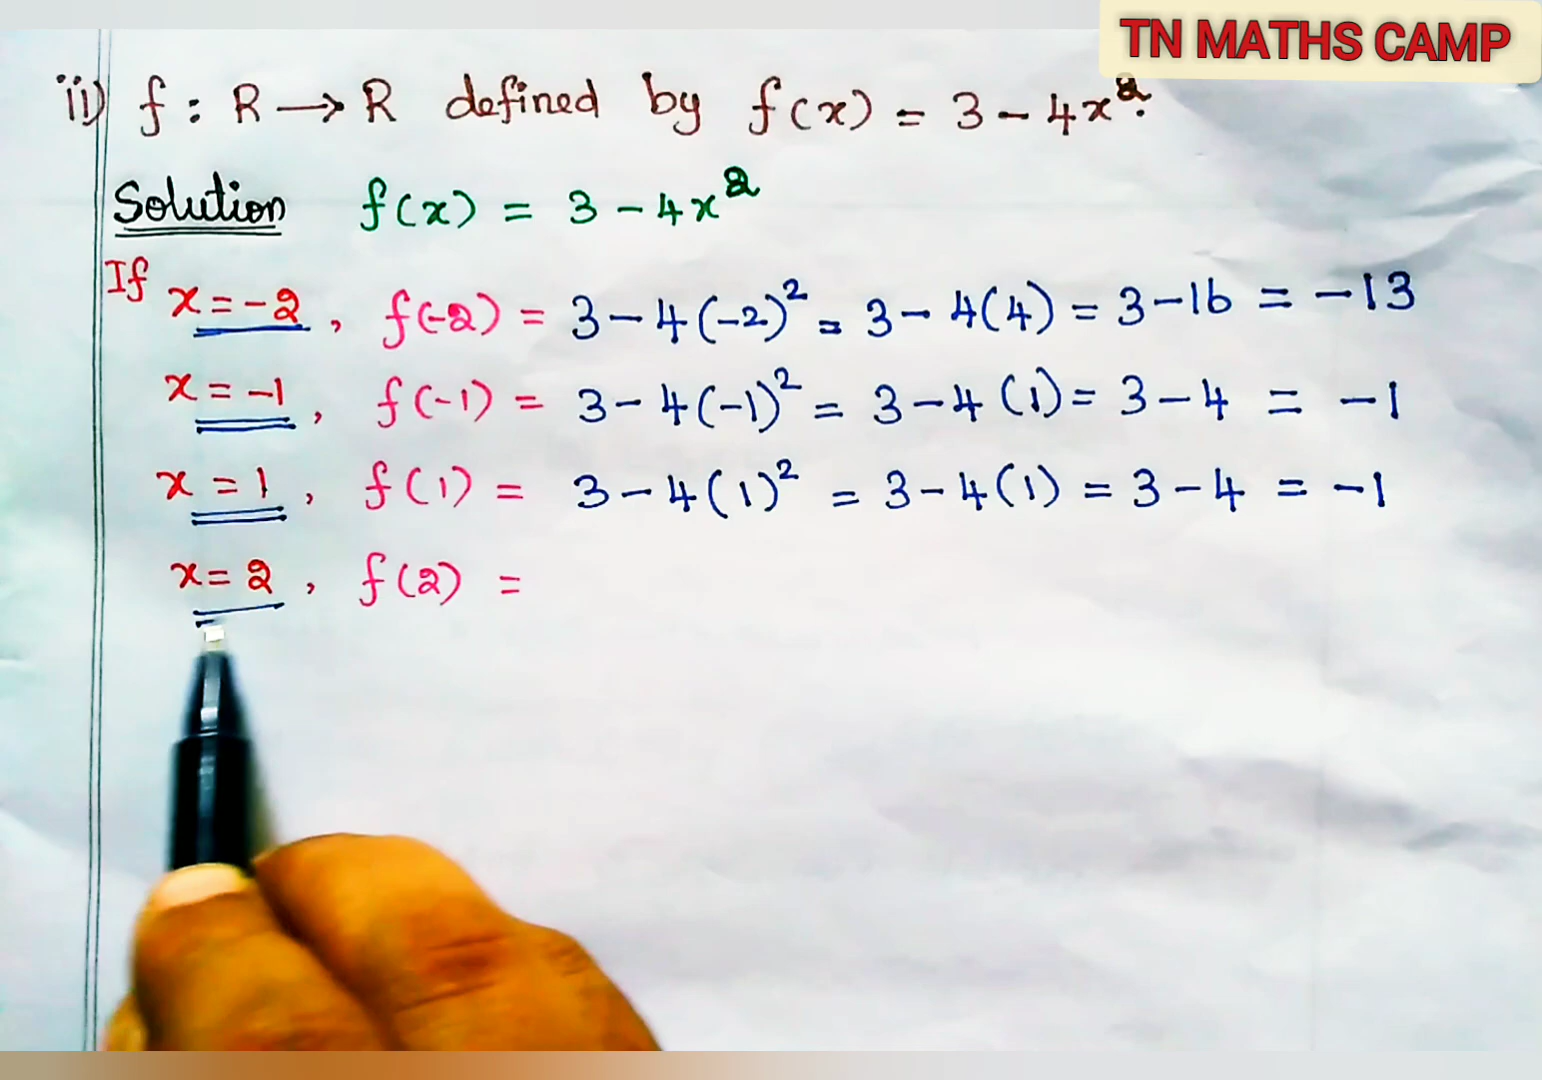 TN MATHS CAMP
ii) f : R → R defined by f(x) = 3 - 4x².
Solution f(x) = 3 - 4x²
If x = -2, f(-2) = 3 - 4(-2)² = 3 - 4(4) = 3 - 16 = -13
x = -1, f(-1) = 3 - 4(-1)² = 3 - 4(1) = 3 - 4 = -1
x = 1, f(1) = 3 - 4(1)² = 3 - 4(1) = 3 - 4 = -1
x = 2, f(2) =